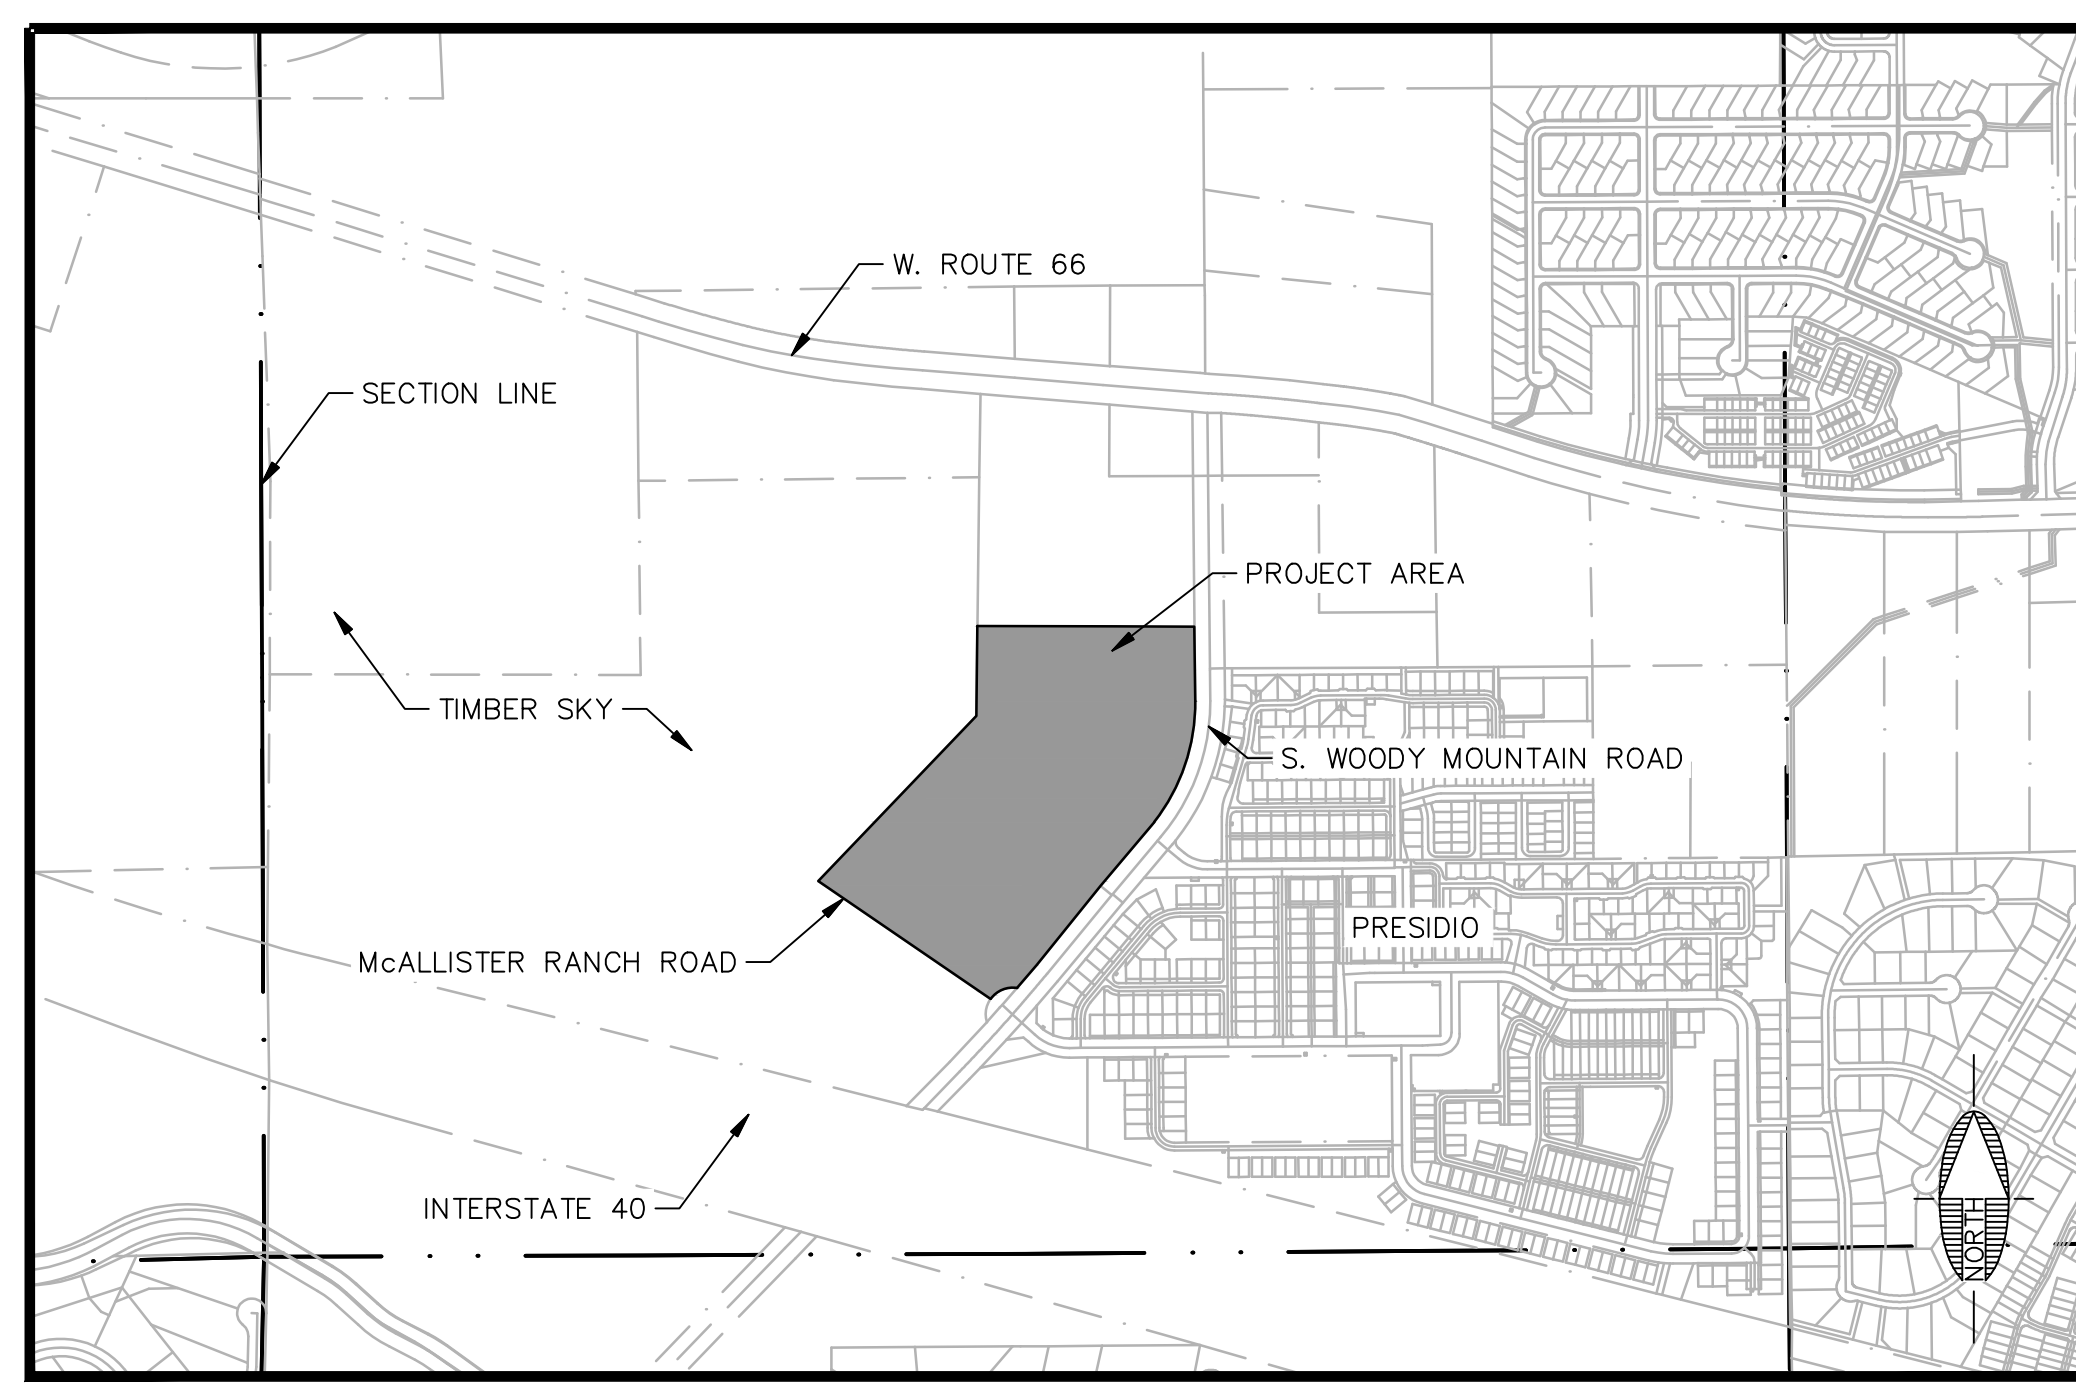 W. ROUTE 66
SECTION LINE
PROJECT AREA
TIMBER SKY
S. WOODY MOUNTAIN ROAD
PRESIDIO
McALLISTER RANCH ROAD
INTERSTATE 40
NORTH